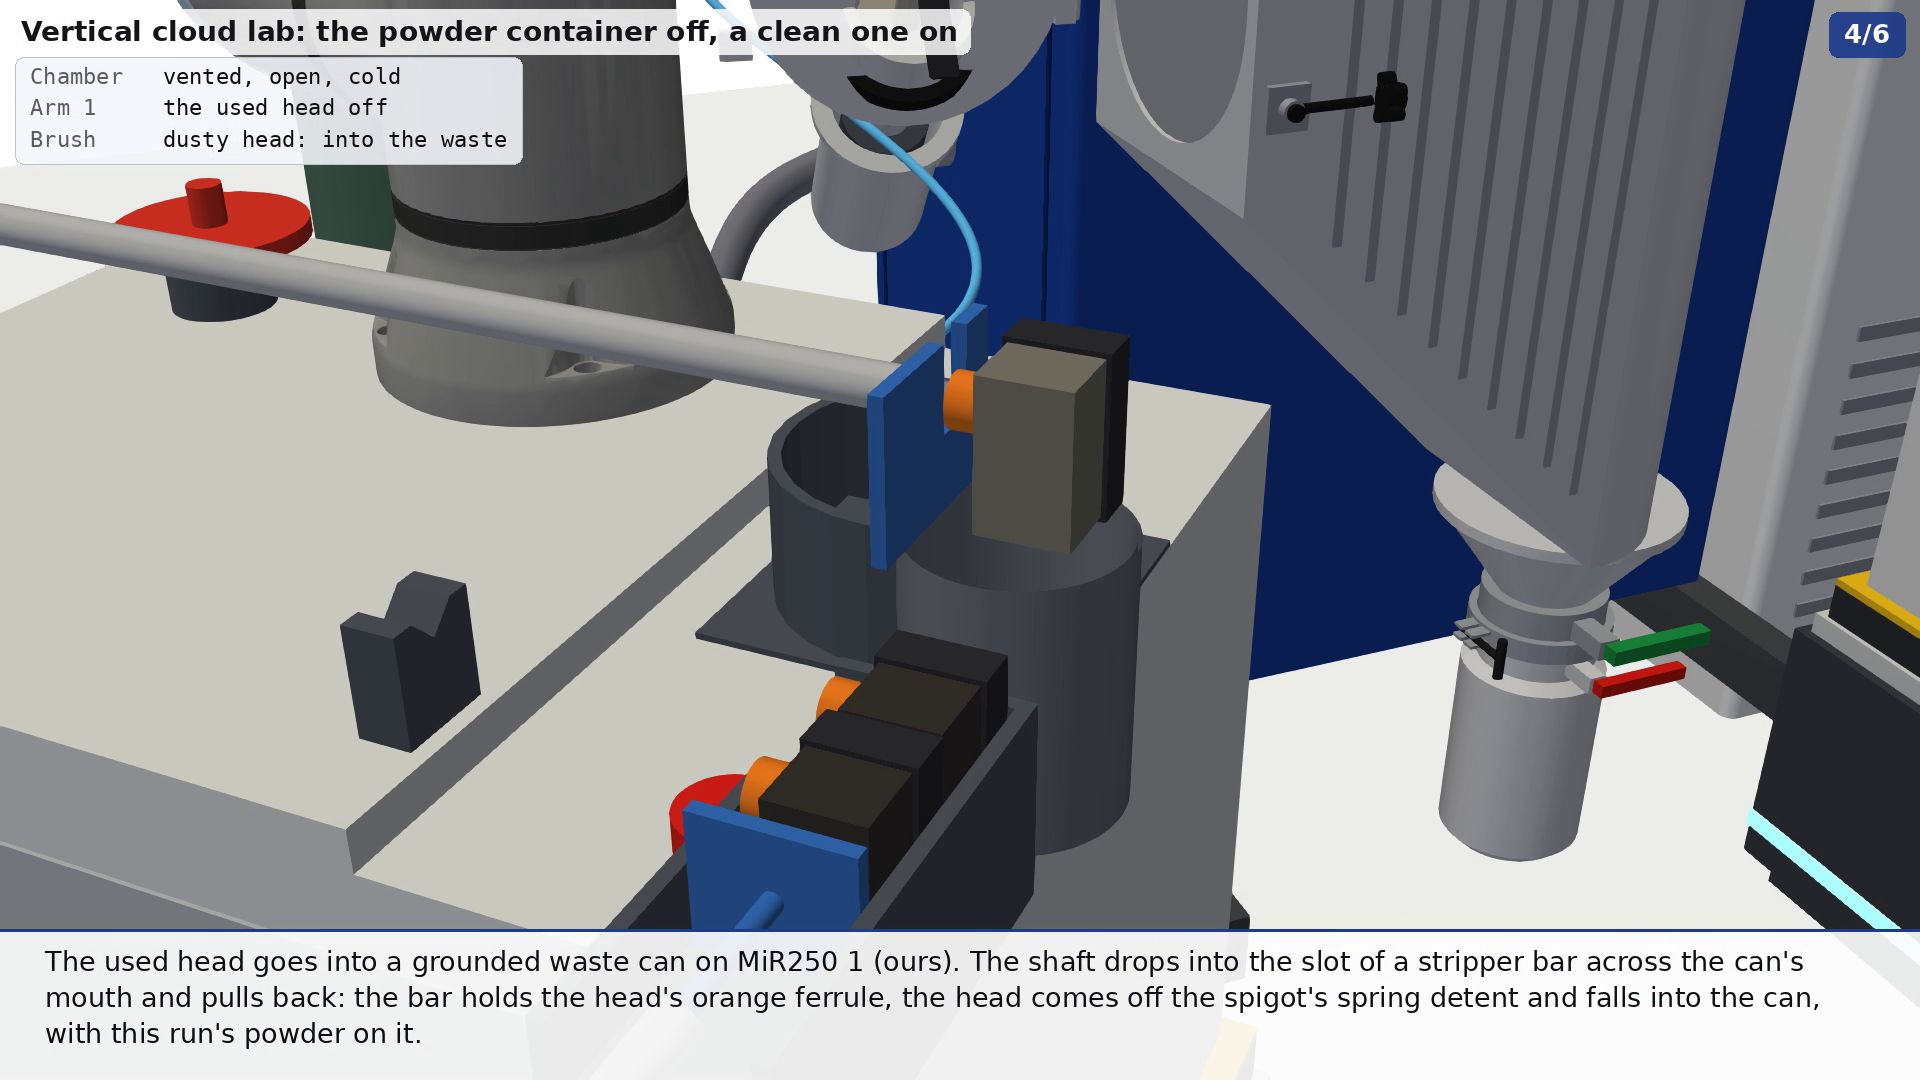 Vertical cloud lab: the powder container off, a clean one on
4/6
Chamber vented, open, cold
Arm 1 the used head off
Brush dusty head: into the waste
The used head goes into a grounded waste can on MiR250 1 (ours). The shaft drops into the slot of a stripper bar across the can's
mouth and pulls back: the bar holds the head's orange ferrule, the head comes off the spigot's spring detent and falls into the can,
with this run's powder on it.